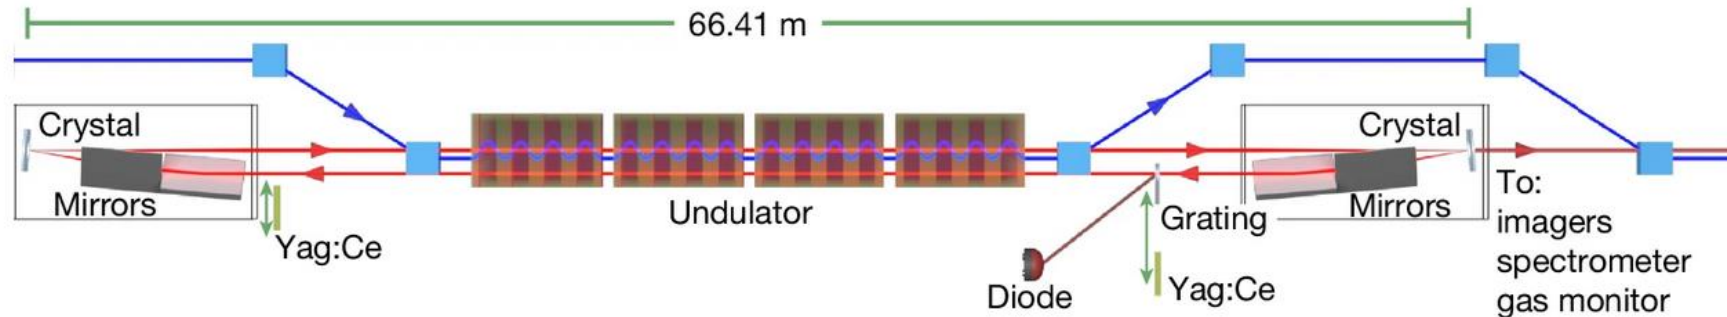 66.41 m
Crystal
Mirrors
Yag:Ce
Undulator
Diode
Grating
Yag:Ce
Crystal
Mirrors
To:
imagers
spectrometer
gas monitor